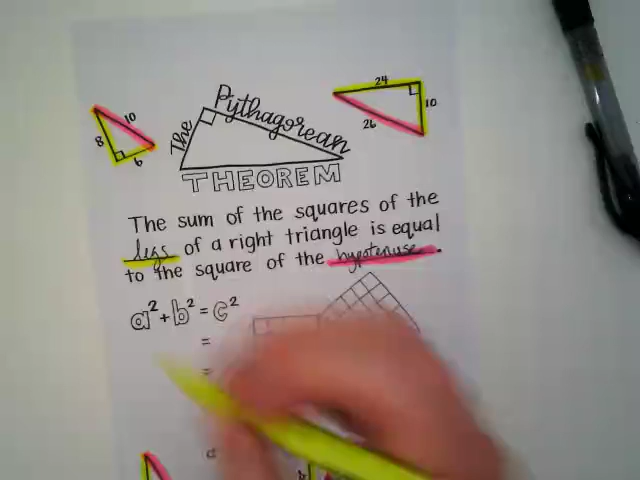 The Pythagorean
THEOREM
8
10
6
24
10
26
The sum of the squares of the
legs of a right triangle is equal
to the square of the hypotenuse.
a² + b² = c²
=
=